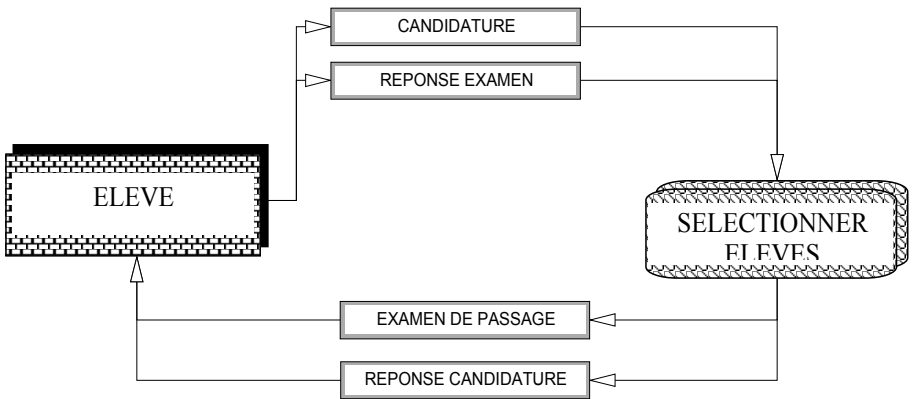 CANDIDATURE
REPONSE EXAMEN
ELEVE
SELECTIONNER
ELEVES
EXAMEN DE PASSAGE
REPONSE CANDIDATURE